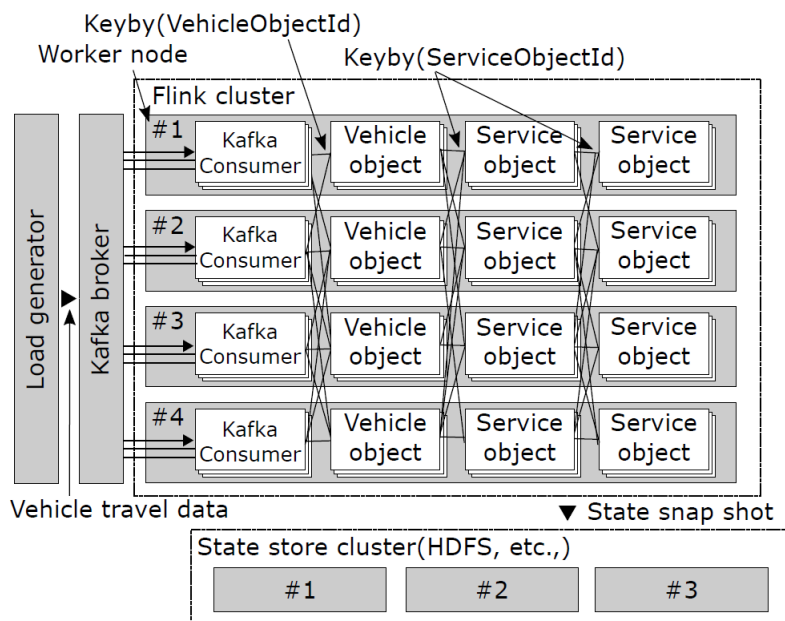 Keyby(VehicleObjectId)
Worker node
Keyby(ServiceObjectId)
Flink cluster
Load generator
Kafka broker
#1
Kafka
Consumer
Vehicle
object
Service
object
Service
object
#2
Kafka
Consumer
Vehicle
object
Service
object
Service
object
#3
Kafka
Consumer
Vehicle
object
Service
object
Service
object
#4
Kafka
Consumer
Vehicle
object
Service
object
Service
object
Vehicle travel data
State snap shot
State store cluster(HDFS, etc.,)
#1
#2
#3